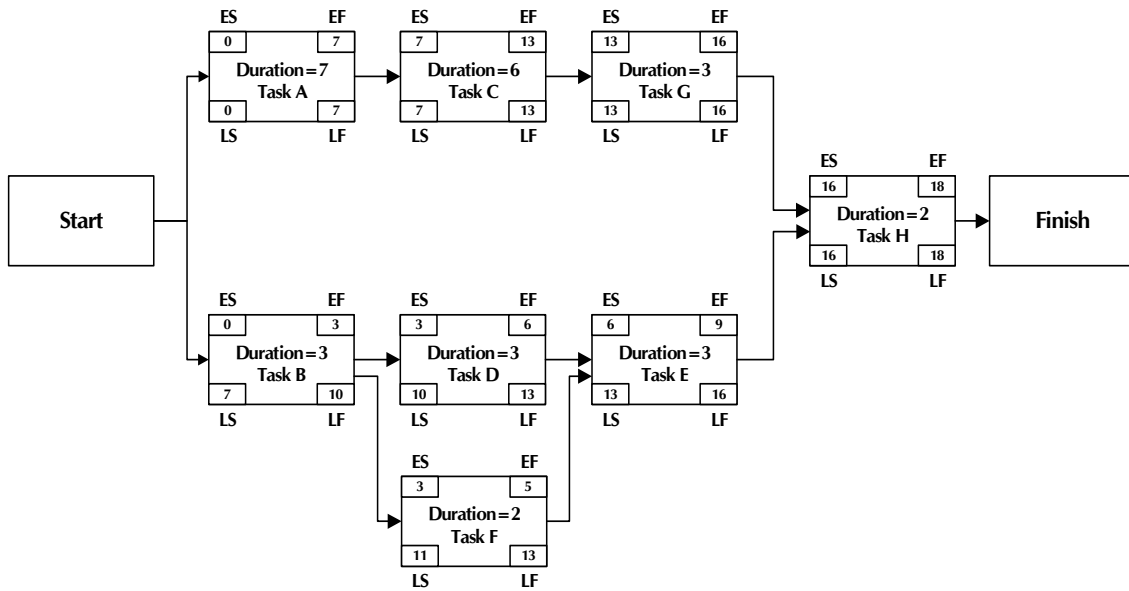 ES EF ES EF ES EF
0 7 7 13 13 16
Duration=7 Duration=6 Duration=3
Task A Task C Task G
0 7 7 13 13 16
LS LF LS LF LS LF
ES EF
16 18
Start Duration=2 Finish
Task H
16 18
LS LF
ES EF ES EF ES EF
0 3 3 6 6 9
Duration=3 Duration=3 Duration=3
Task B Task D Task E
7 10 10 13 13 16
LS LF LS LF LS LF
ES EF
3 5
Duration=2
Task F
11 13
LS LF